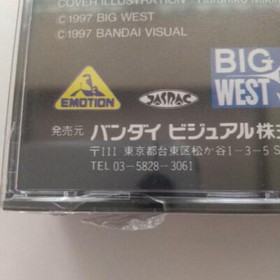 COVER ILLUSTRATION
©1997 BIG WEST
©1997 BANDAI VISUAL
EMOTION
JASRAC
BIG
WEST
発売元 バンダイ ビジュアル株
〒111 東京都台東区松が谷1-3-5
TEL 03-5828-3061